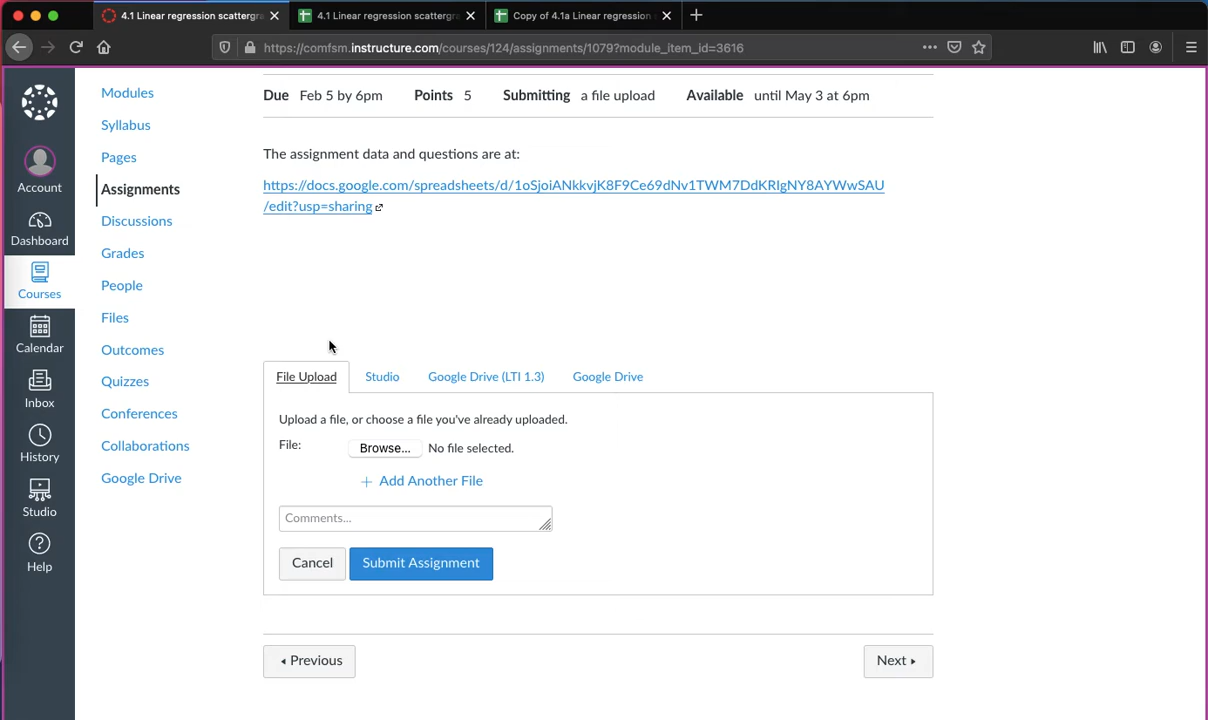 4.1 Linear regression scattergra
4.1 Linear regression scattergra
Copy of 4.1a Linear regression
https://comfsm.instructure.com/courses/124/assignments/1079?module_item_id=3616
Account
Dashboard
Courses
Calendar
Inbox
History
Studio
Help
Modules
Syllabus
Pages
Assignments
Discussions
Grades
People
Files
Outcomes
Quizzes
Conferences
Collaborations
Google Drive
Due Feb 5 by 6pm Points 5 Submitting a file upload Available until May 3 at 6pm
The assignment data and questions are at:
https://docs.google.com/spreadsheets/d/1oSjoiANkkvjK8F9Ce69dNv1TWM7DdKRIgNY8AYWwSAU
/edit?usp=sharing
File Upload Studio Google Drive (LTI 1.3) Google Drive
Upload a file, or choose a file you've already uploaded.
File: Browse... No file selected.
+ Add Another File
Comments...
Cancel Submit Assignment
Previous Next